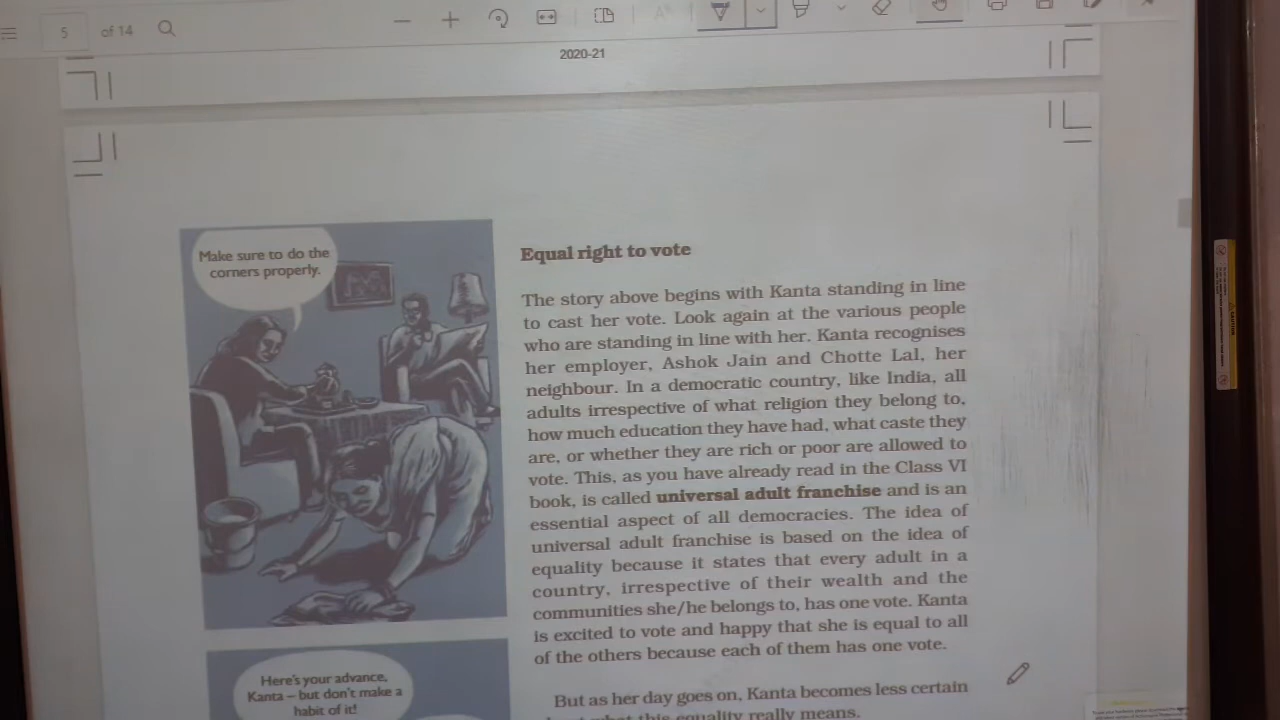 5 of 14
2020-21
Make sure to do the
corners properly.
Equal right to vote
The story above begins with Kanta standing in line
to cast her vote. Look again at the various people
who are standing in line with her. Kanta recognises
her employer, Ashok Jain and Chotte Lal, her
neighbour. In a democratic country, like India, all
adults irrespective of what religion they belong to,
how much education they have had, what caste they
are, or whether they are rich or poor are allowed to
vote. This, as you have already read in the Class VI
book, is called universal adult franchise and is an
essential aspect of all democracies. The idea of
universal adult franchise is based on the idea of
equality because it states that every adult in a
country, irrespective of their wealth and the
communities she/he belongs to, has one vote. Kanta
is excited to vote and happy that she is equal to all
of the others because each of them has one vote.
Here's your advance,
Kanta – but don't make a
habit of it!
But as her day goes on, Kanta becomes less certain
what this equality really means.